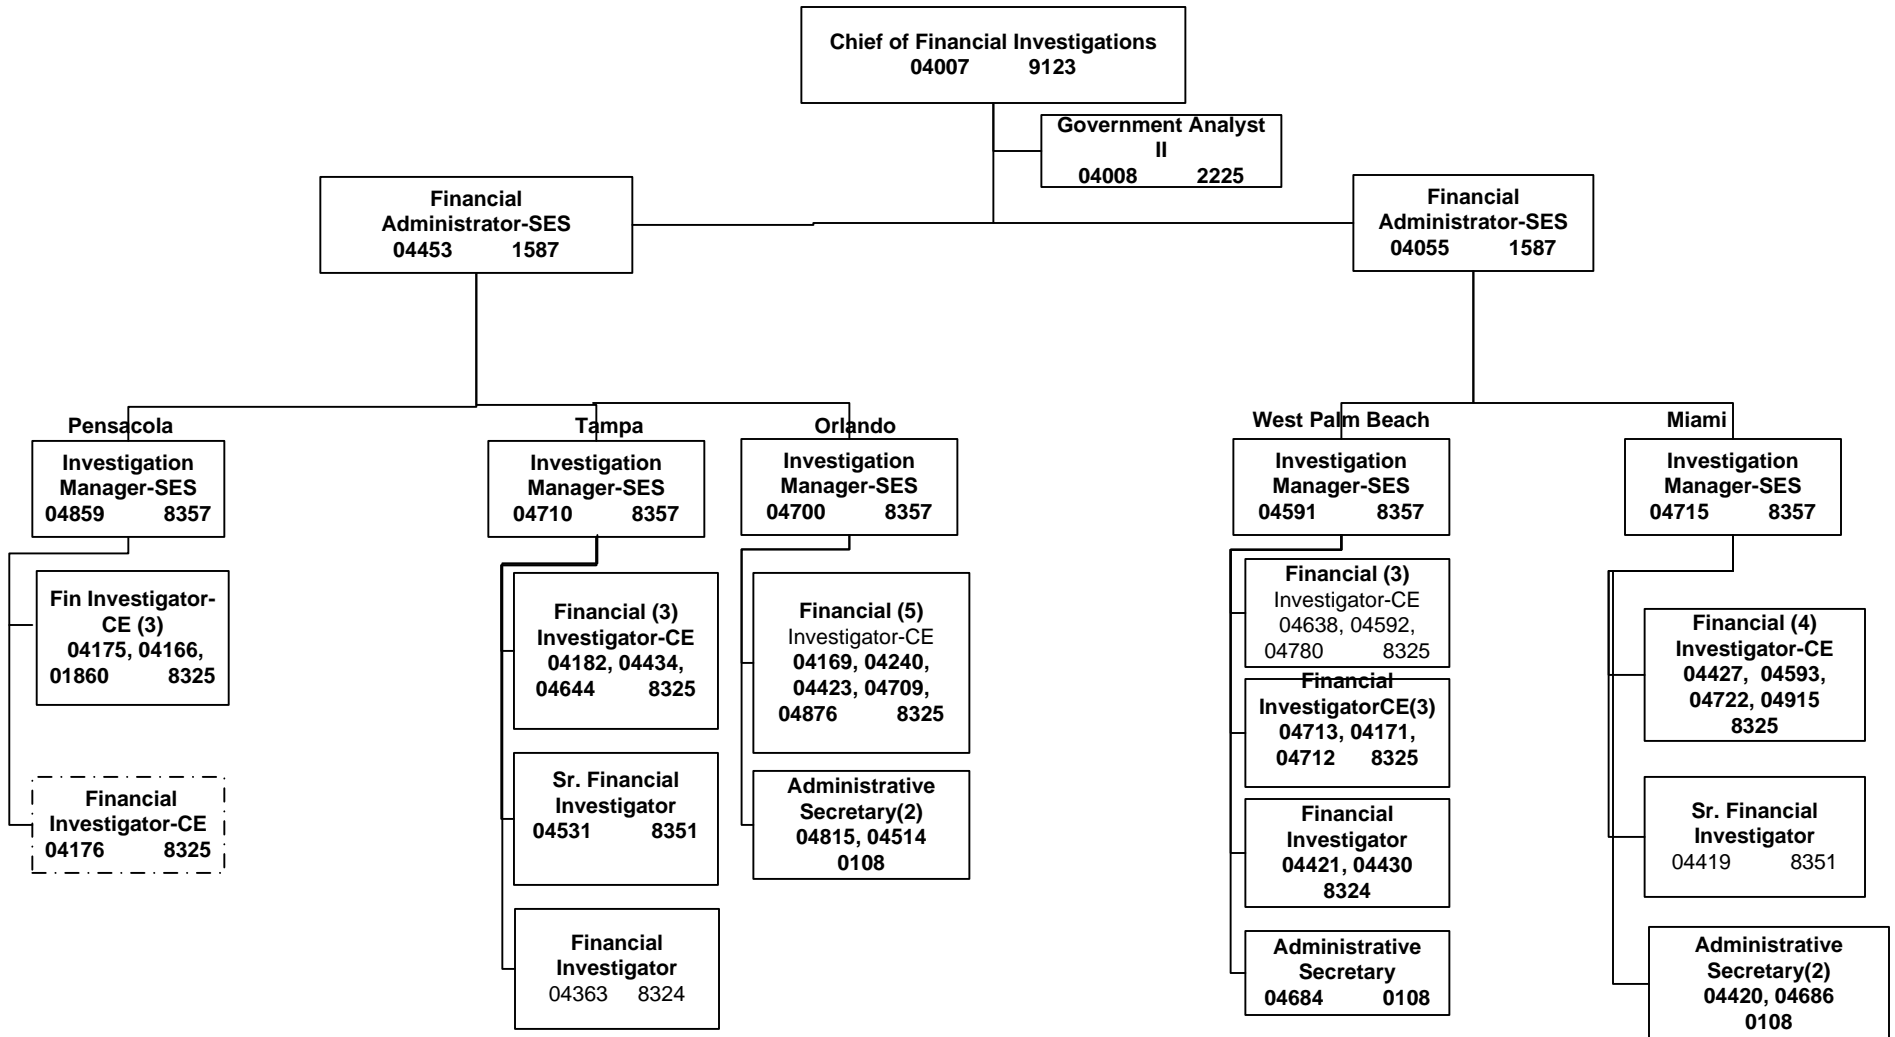 Chief of Financial Investigations
04007 9123
Government Analyst
II
04008 2225
Financial
Administrator-SES
04453 1587
Financial
Administrator-SES
04055 1587
Pensacola
Investigation
Manager-SES
04859 8357
Fin Investigator-
CE (3)
04175, 04166,
01860 8325
Financial
Investigator-CE
04176 8325
Tampa
Investigation
Manager-SES
04710 8357
Financial (3)
Investigator-CE
04182, 04434,
04644 8325
Sr. Financial
Investigator
04531 8351
Financial
Investigator
04363 8324
Orlando
Investigation
Manager-SES
04700 8357
Financial (5)
Investigator-CE
04169, 04240,
04423, 04709,
04876 8325
Administrative
Secretary(2)
04815, 04514
0108
West Palm Beach
Investigation
Manager-SES
04591 8357
Financial (3)
Investigator-CE
04638, 04592,
04780 8325
Financial
InvestigatorCE(3)
04713, 04171,
04712 8325
Financial
Investigator
04421, 04430
8324
Administrative
Secretary
04684 0108
Miami
Investigation
Manager-SES
04715 8357
Financial (4)
Investigator-CE
04427, 04593,
04722, 04915
8325
Sr. Financial
Investigator
04419 8351
Administrative
Secretary(2)
04420, 04686
0108